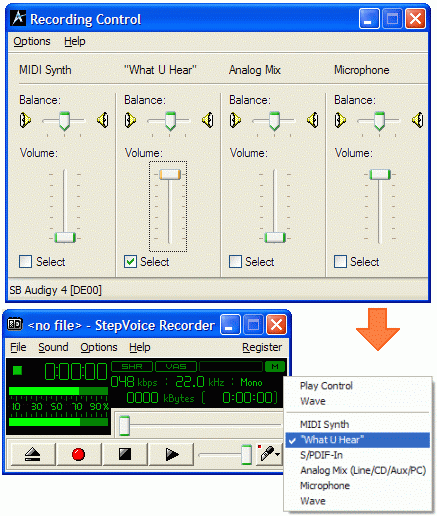 Recording Control
Options Help
MIDI Synth "What U Hear" Analog Mix Microphone
Balance: Balance: Balance: Balance:
Volume: Volume: Volume: Volume:
Select Select Select Select
SB Audigy 4 [DE00]
<no file> - StepVoice Recorder
File Sound Options Help Register
0:00:00 SHR VAS M
048 kbps : 22.0 kHz : Mono
10 30 50 70 90% 0000 kBytes ( 0:00:00)
Play Control
Wave
MIDI Synth
"What U Hear"
S/PDIF-In
Analog Mix (Line/CD/Aux/PC)
Microphone
Wave